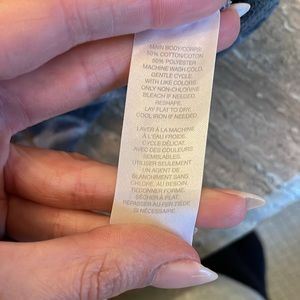 MAIN BODY/CORPS:
50% COTTON/COTON
50% POLYESTER
MACHINE WASH COLD,
GENTLE CYCLE,
WITH LIKE COLORS.
ONLY NON-CHLORINE
BLEACH IF NEEDED.
RESHAPE.
LAY FLAT TO DRY.
COOL IRON IF NEEDED.
LAVER À LA MACHINE
À L'EAU FROIDE,
CYCLE DÉLICAT,
AVEC DES COULEURS
SEMBLABLES.
UTILISER SEULEMENT
UN AGENT DE
BLANCHIMENT SANS
CHLORE, AU BESOIN.
REDONNER FORME.
SÉCHER À PLAT.
REPASSER AU FER TIÈDE
SI NÉCESSAIRE.